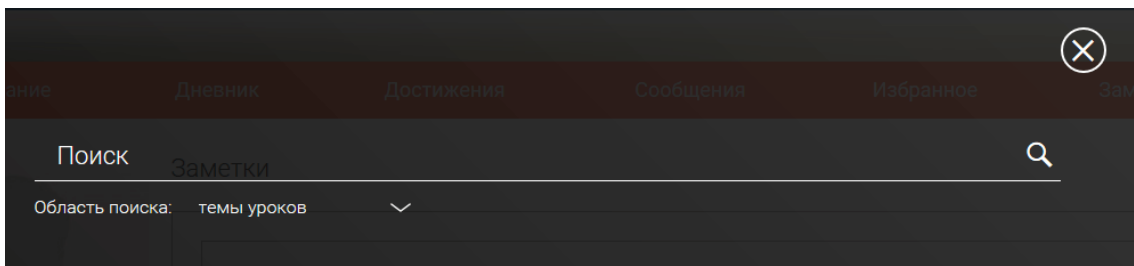 ание Дневник Достижения Сообщения Избранное Зам
Поиск
Заметки
Область поиска: темы уроков